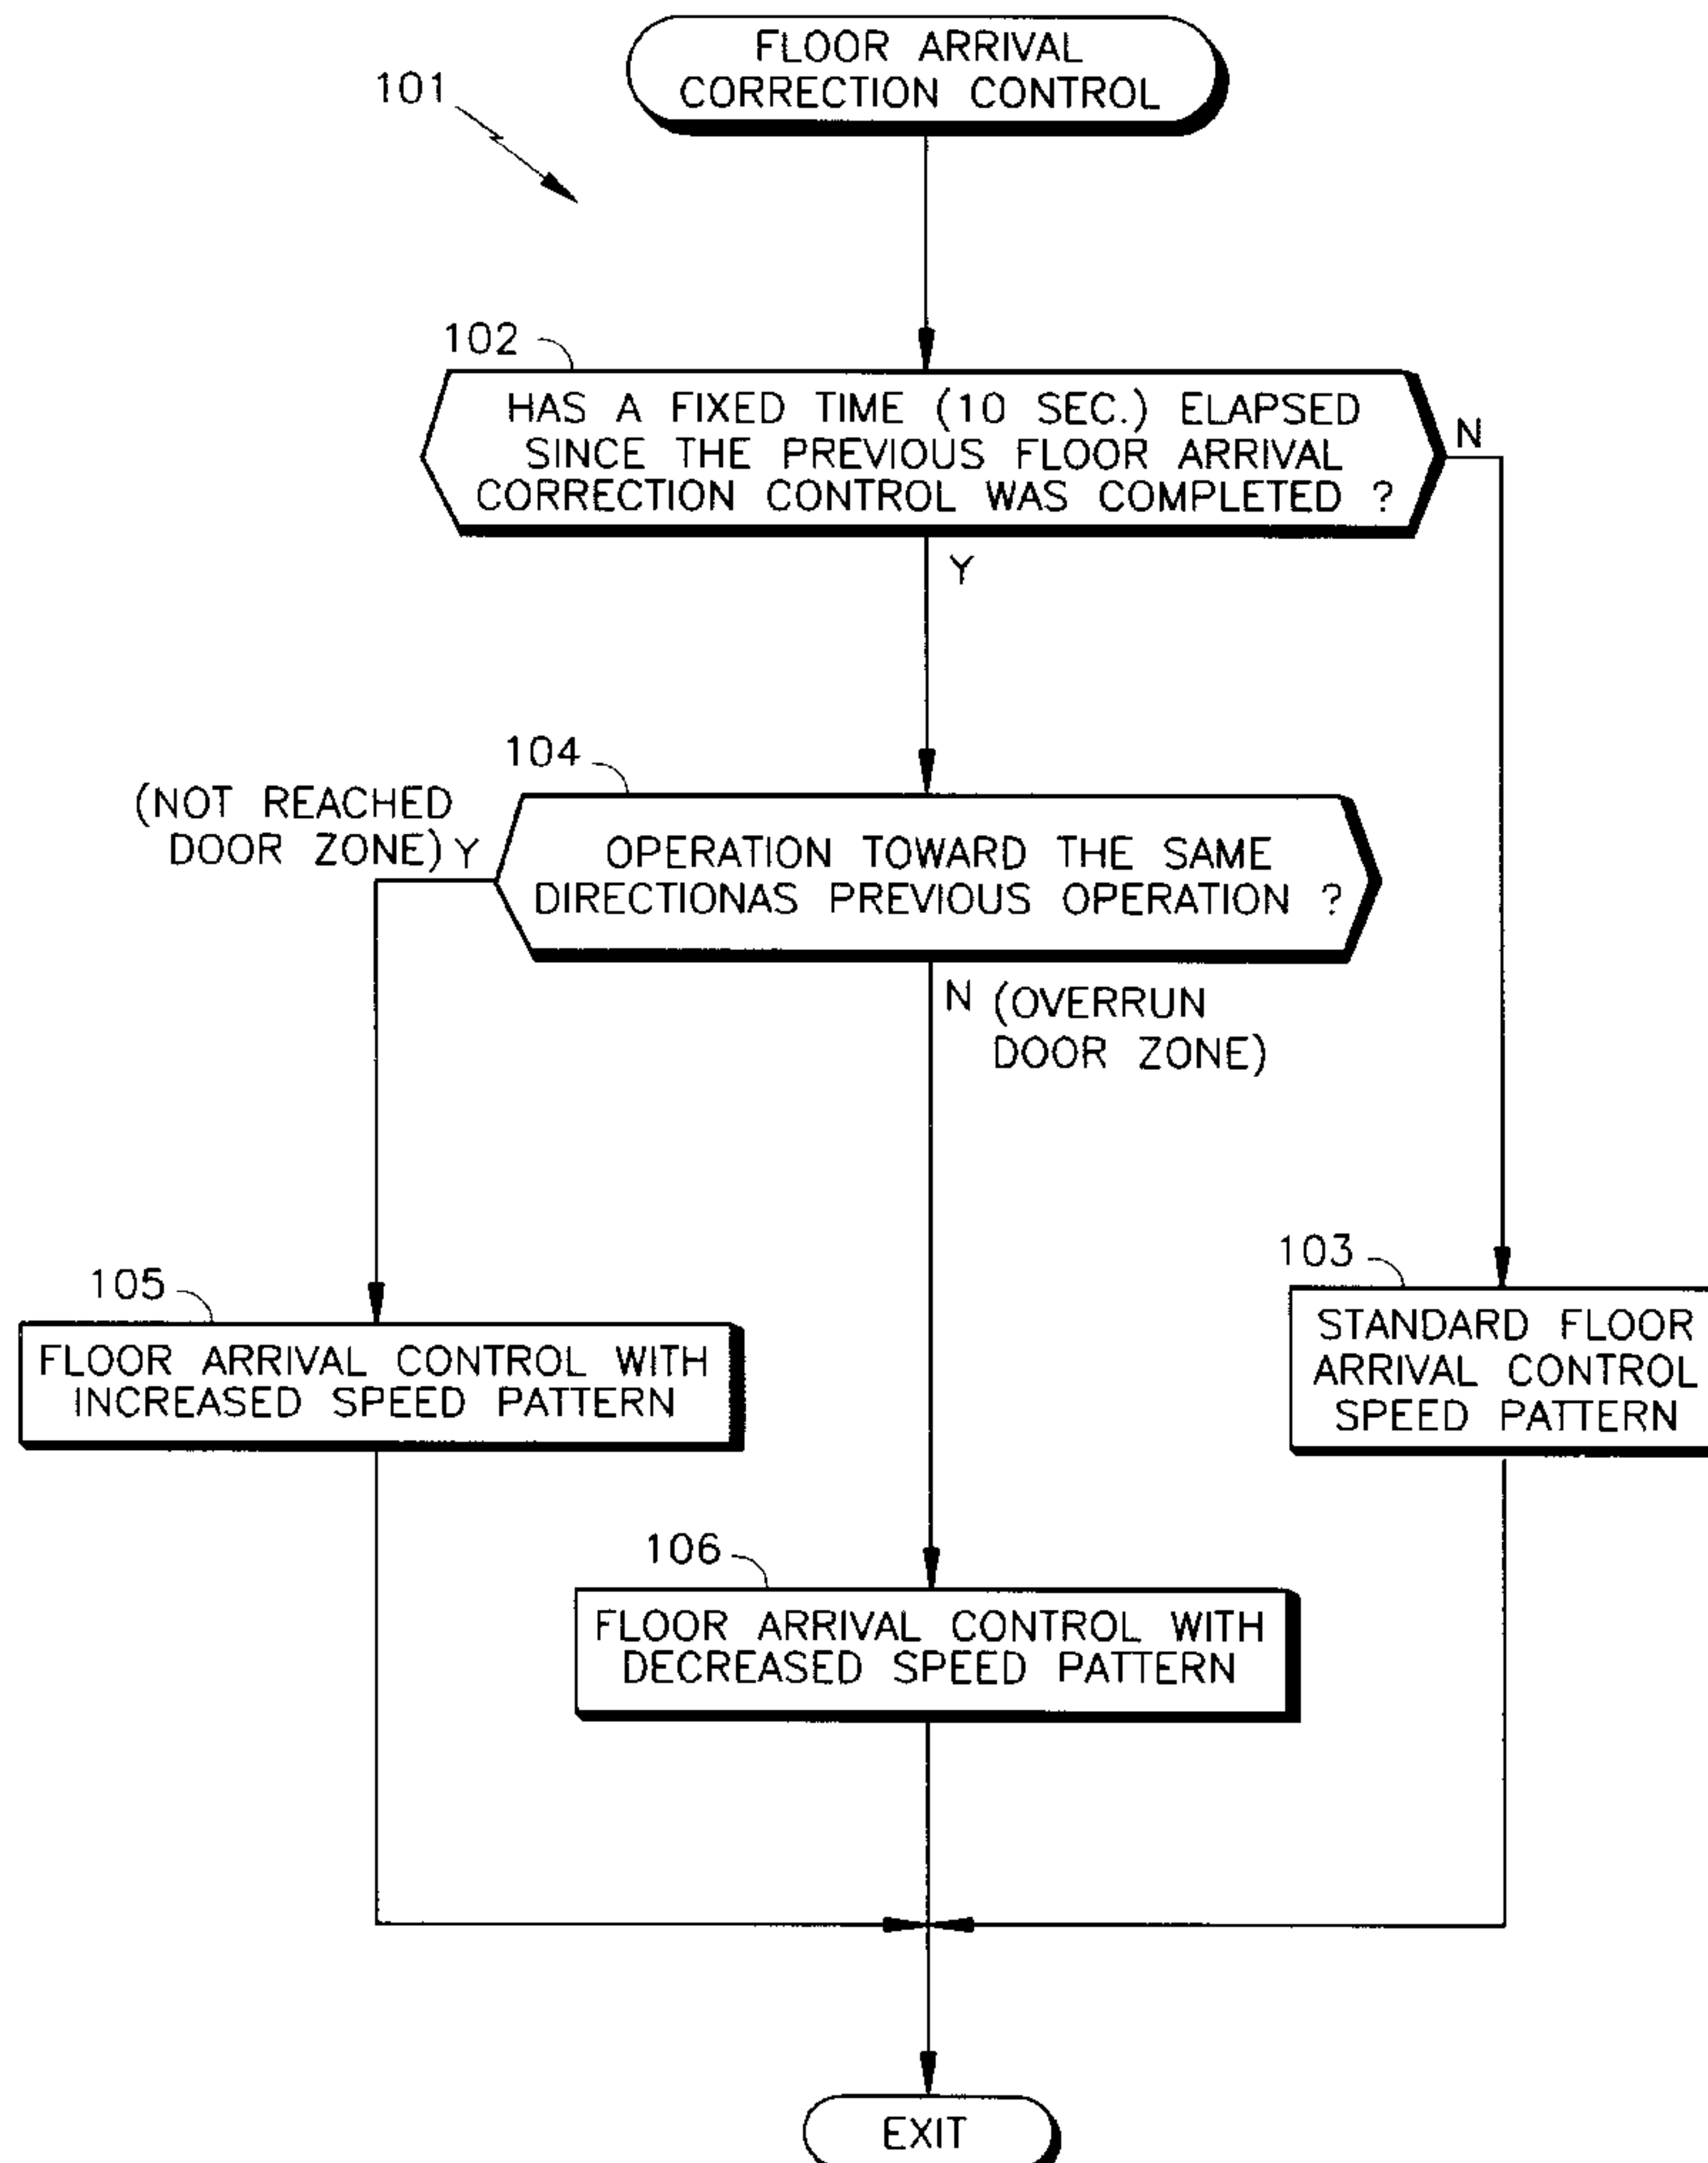 FLOOR ARRIVAL
CORRECTION CONTROL
101
102
HAS A FIXED TIME (10 SEC.) ELAPSED
SINCE THE PREVIOUS FLOOR ARRIVAL
CORRECTION CONTROL WAS COMPLETED ?
N
Y
104
(NOT REACHED
DOOR ZONE) Y
OPERATION TOWARD THE SAME
DIRECTIONAS PREVIOUS OPERATION ?
N (OVERRUN
DOOR ZONE)
105
FLOOR ARRIVAL CONTROL WITH
INCREASED SPEED PATTERN
103
STANDARD FLOOR
ARRIVAL CONTROL
SPEED PATTERN
106
FLOOR ARRIVAL CONTROL WITH
DECREASED SPEED PATTERN
EXIT